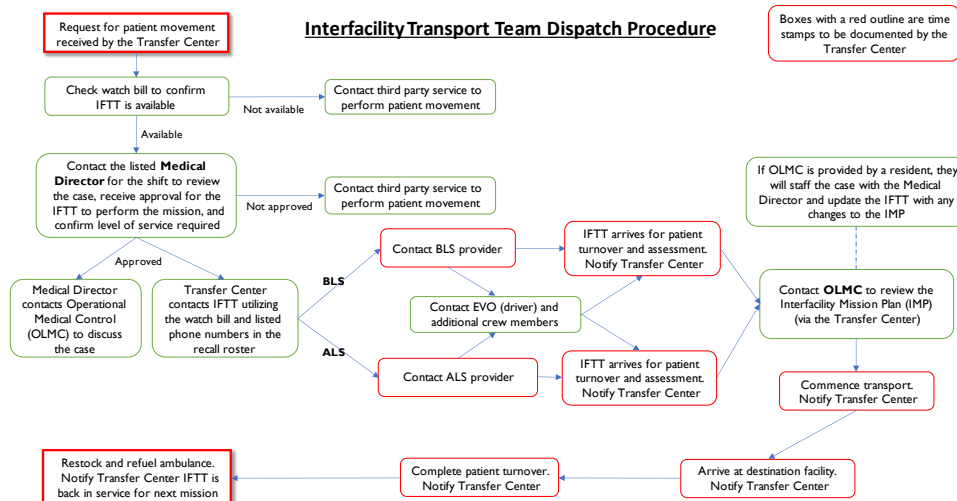 Interfacility Transport Team Dispatch Procedure
Request for patient movement
received by the Transfer Center
Boxes with a red outline are time
stamps to be documented by the
Transfer Center
Check watch bill to confirm
IFTT is available
Not available
Contact third party service to
perform patient movement
Available
Contact the listed Medical
Director for the shift to review
the case, receive approval for the
IFTT to perform the mission, and
confirm level of service required
Not approved
Contact third party service to
perform patient movement
If OLMC is provided by a resident, they
will staff the case with the Medical
Director and update the IFTT with any
changes to the IMP
Approved
Medical Director
contacts Operational
Medical Control
(OLMC) to discuss
the case
Transfer Center
contacts IFTT utilizing
the watch bill and listed
phone numbers in the
recall roster
BLS
ALS
Contact BLS provider
IFTT arrives for patient
turnover and assessment.
Notify Transfer Center
Contact EVO (driver) and
additional crew members
Contact ALS provider
IFTT arrives for patient
turnover and assessment.
Notify Transfer Center
Contact OLMC to review the
Interfacility Mission Plan (IMP)
(via the Transfer Center)
Commence transport.
Notify Transfer Center
Arrive at destination facility.
Notify Transfer Center
Complete patient turnover.
Notify Transfer Center
Restock and refuel ambulance.
Notify Transfer Center IFTT is
back in service for next mission